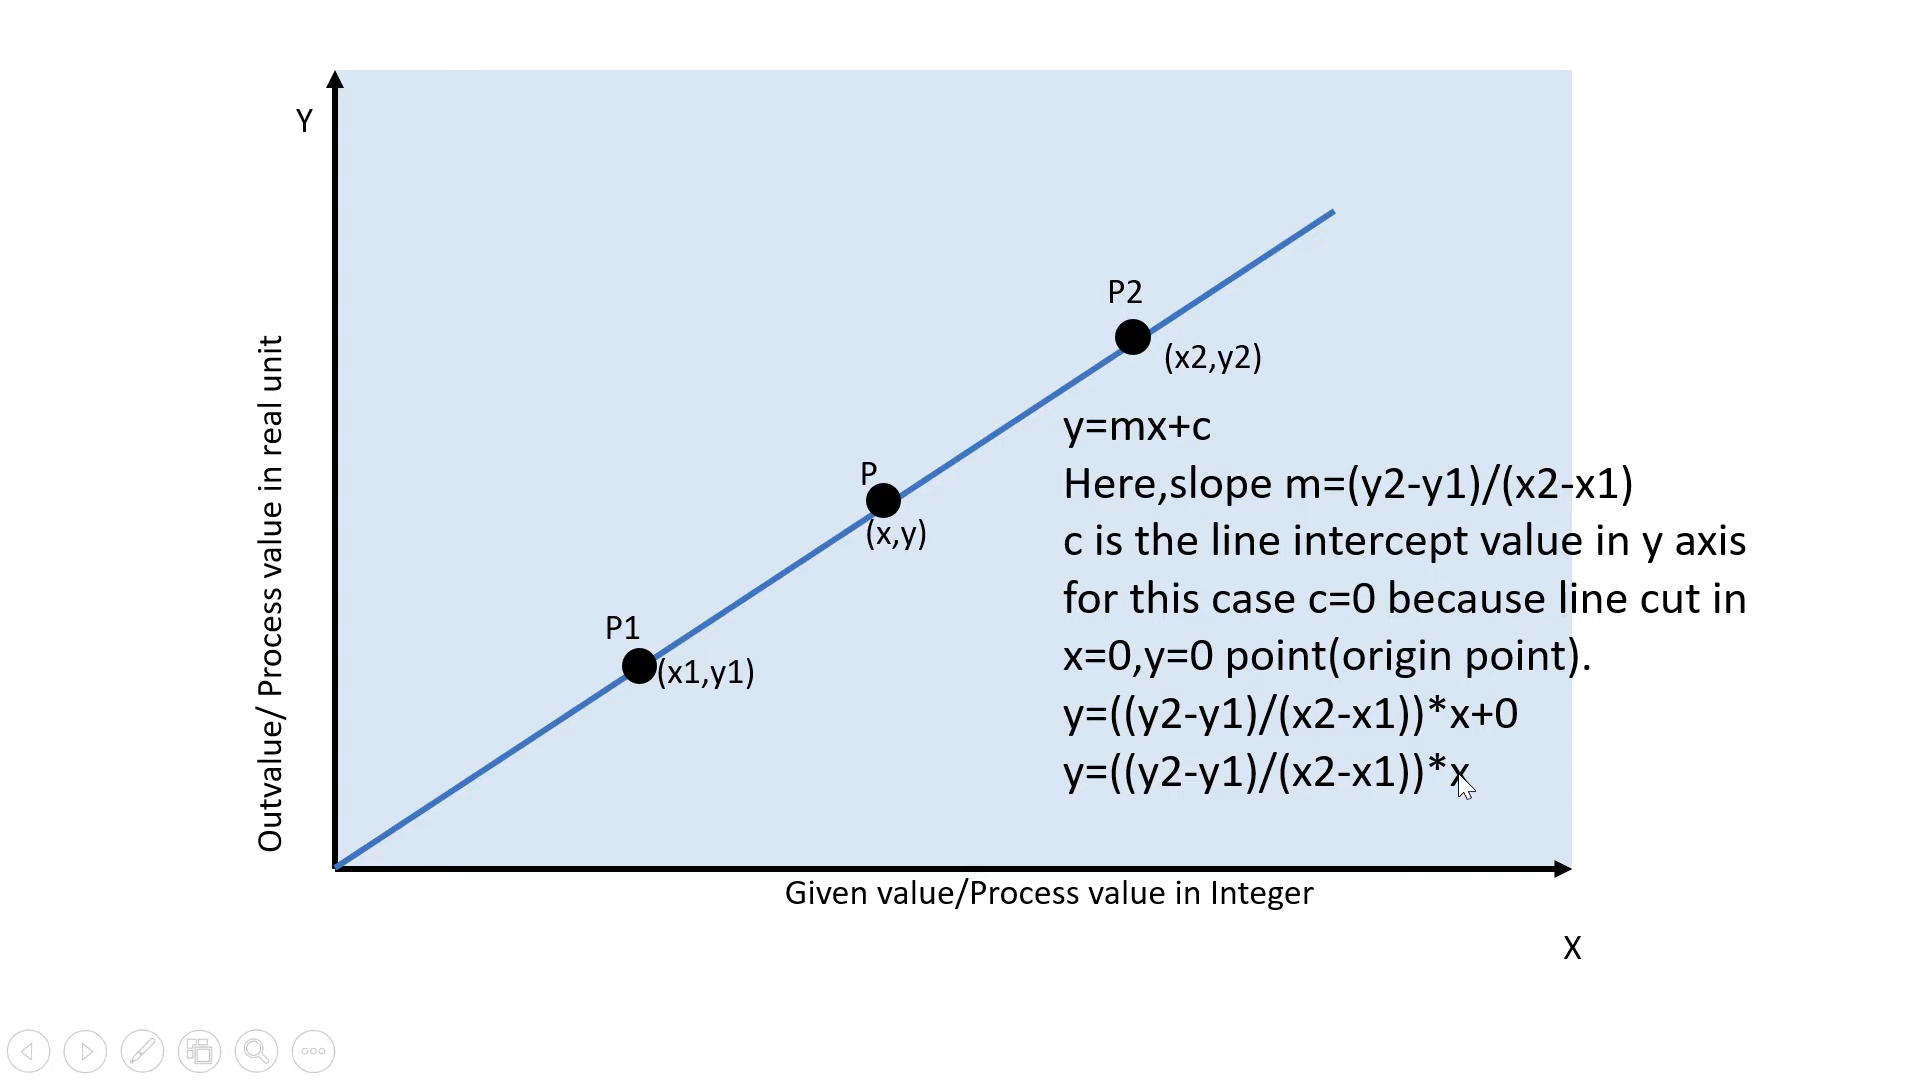 Y
P2
(x2,y2)
y=mx+c
P
Here,slope m=(y2-y1)/(x2-x1)
(x,y)
c is the line intercept value in y axis
for this case c=0 because line cut in
P1
x=0,y=0 point(origin point).
(x1,y1)
y=((y2-y1)/(x2-x1))*x+0
y=((y2-y1)/(x2-x1))*x
Outvalue/ Process value in real unit
Given value/Process value in Integer
X